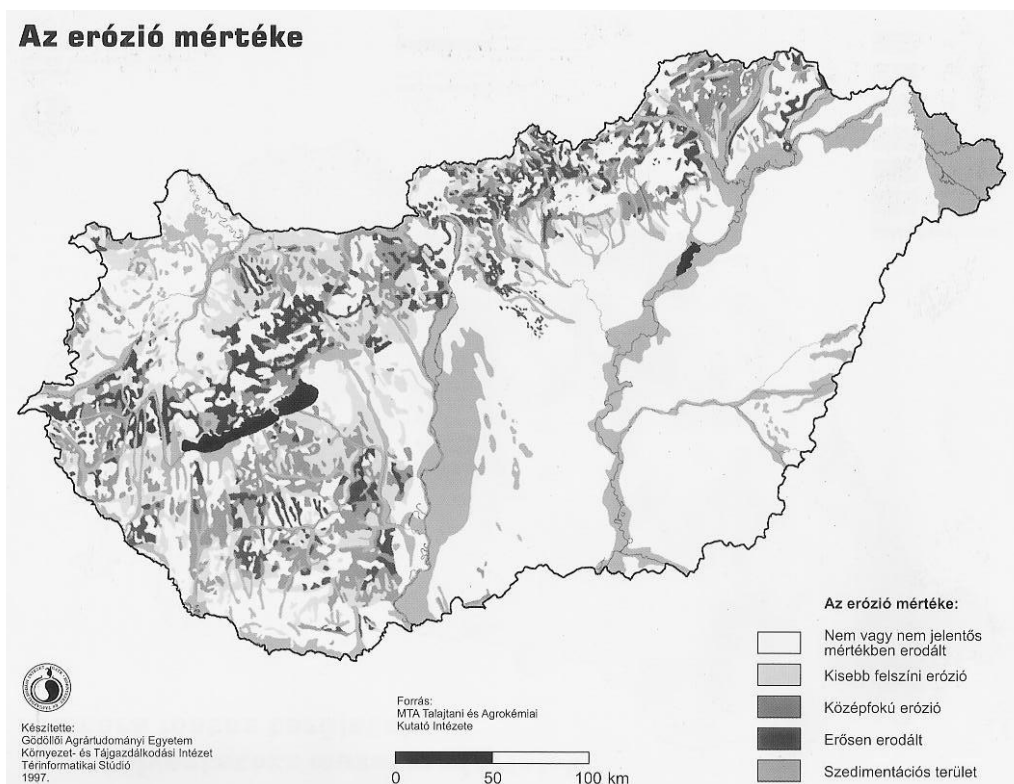 Az erózió mértéke
Az erózió mértéke:
Nem vagy nem jelentős
mértékben erodált
Kisebb felszíni erózió
Középfokú erózió
Erősen erodált
Szedimentációs terület
Készítette:
Gödöllői Agrártudományi Egyetem
Környezet- és Tájgazdálkodási Intézet
Térinformatikai Stúdió
1997.
Forrás:
MTA Talajtani és Agrokémiai
Kutató Intézete
0 50 100 km